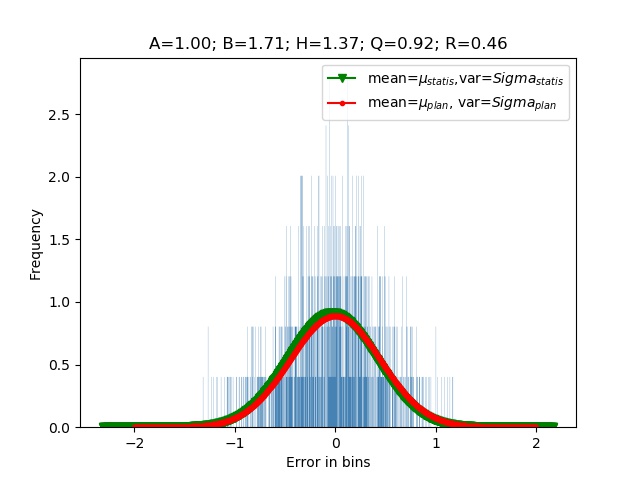 A=1.00; B=1.71; H=1.37; Q=0.92; R=0.46
mean=μstatis,var=Sigmastatis
mean=μplan, var=Sigmaplan
Frequency
2.5
2.0
1.5
1.0
0.5
0.0
−2 −1 0 1 2
Error in bins